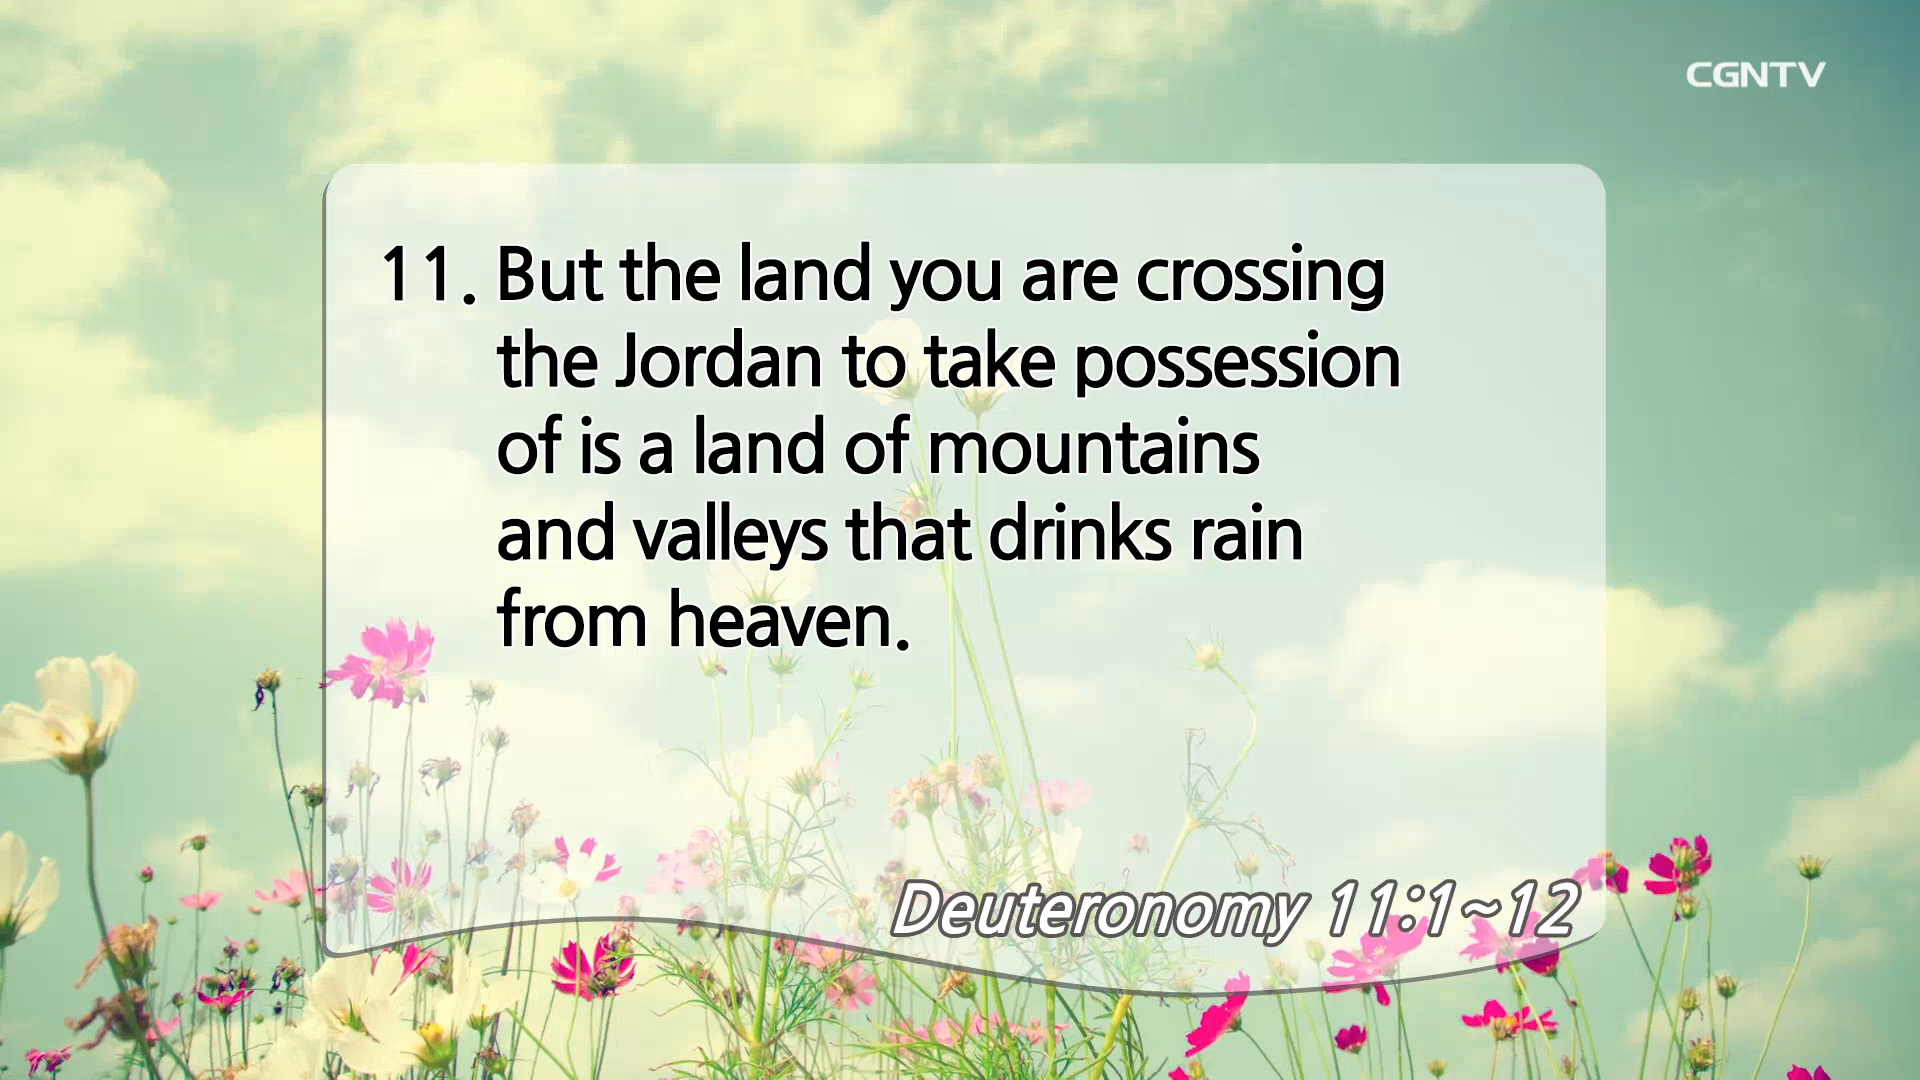 CGNTV
11. But the land you are crossing
the Jordan to take possession
of is a land of mountains
and valleys that drinks rain
from heaven.
Deuteronomy 11:1~12